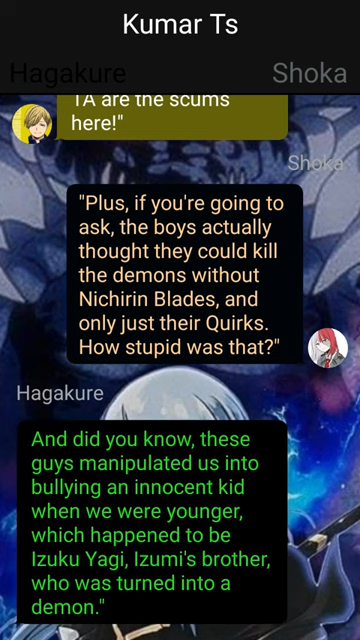 Kumar Ts
Hagakure
Shoka
TA are the scums
here!"
Shoka
"Plus, if you're going to
ask, the boys actually
thought they could kill
the demons without
Nichirin Blades, and
only just their Quirks.
How stupid was that?"
Hagakure
And did you know, these
guys manipulated us into
bullying an innocent kid
when we were younger,
which happened to be
Izuku Yagi, Izumi's brother,
who was turned into a
demon."